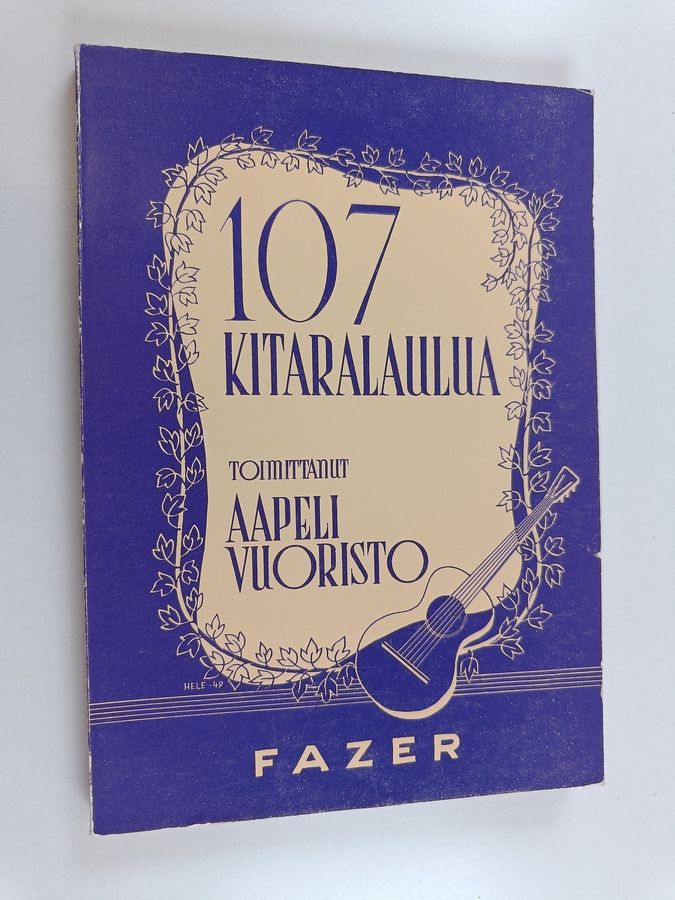 107
KITARALAULUA
TOIMITTANUT
AAPELI
VUORISTO
HELE -49
FAZER